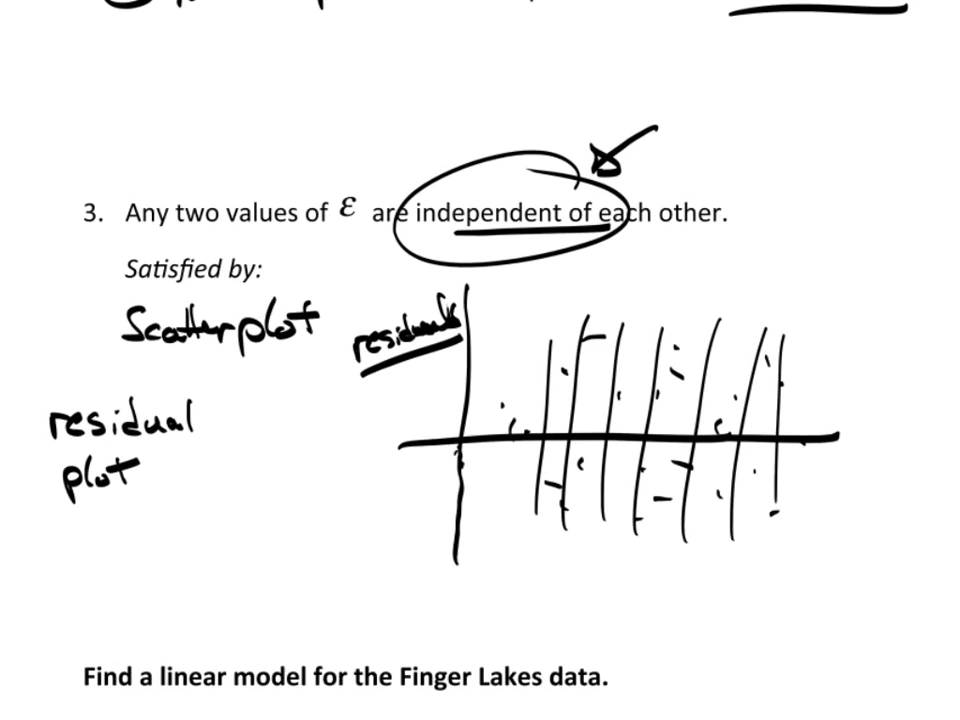 3. Any two values of ε are independent of each other.
Satisfied by:
Scatterplot
residuals
residual
plot
Find a linear model for the Finger Lakes data.